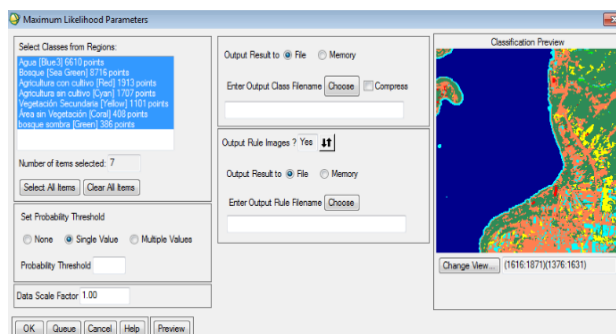 Maximum Likelihood Parameters
Select Classes from Regions:
Agua [Blue3] 6610 points
Bosque [Sea Green] 8716 points
Agricultura con cultivo [Red] 1913 points
Agricultura sin cultivo [Cyan] 1707 points
Vegetación Secundaria [Yellow] 1101 points
Área sin Vegetación [Coral] 408 points
bosque sombra [Green] 386 points
Number of items selected: 7
Select All Items Clear All Items
Set Probability Threshold
None Single Value Multiple Values
Probability Threshold
Data Scale Factor 1.00
OK Queue Cancel Help Preview
Output Result to File Memory
Enter Output Class Filename Choose Compress
Output Rule Images ? Yes
Output Result to File Memory
Enter Output Rule Filename Choose
Classification Preview
Change View... (1616:1871)(1376:1631)